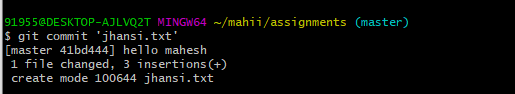 91955@DESKTOP-AJLVQ2T MINGW64 ~/mahii/assignments (master)
$ git commit 'jhansi.txt'
[master 41bd444] hello mahesh
 1 file changed, 3 insertions(+)
 create mode 100644 jhansi.txt